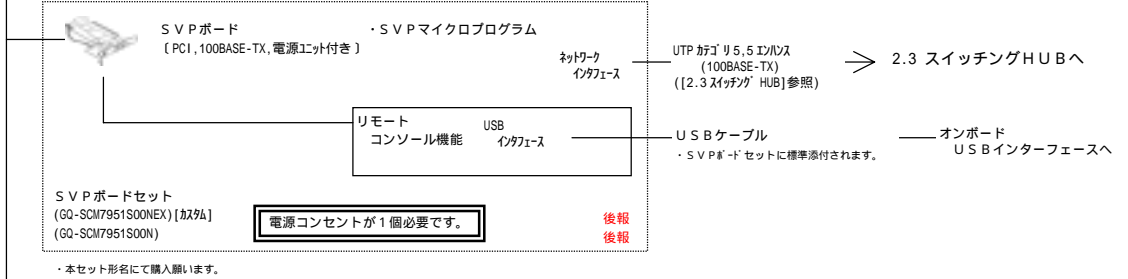 ＳＶＰボード
〔PCI,100BASE-TX,電源ﾕﾆｯﾄ付き〕
・ＳＶＰマイクロプログラム
ﾈｯﾄﾜｰｸ
ｲﾝﾀﾌｪｰｽ
UTP ｶﾃｺﾞﾘ5,5 ｴﾝﾊﾝｽ
(100BASE-TX)
([2.3 ｽｲｯﾁﾝｸﾞ HUB]参照)
2.3 スイッチングＨＵＢへ
リモート
コンソール機能
USB
ｲﾝﾀﾌｪｰｽ
ＵＳＢケーブル
・ＳＶＰﾎﾞｰﾄﾞセットに標準添付されます。
オンボード
ＵＳＢインターフェースへ
ＳＶＰボードセット
(GQ-SCM7951S00NEX)[ｶｽﾀﾑ]
(GQ-SCM7951S00N)
電源コンセントが１個必要です。
後報
後報
・本セット形名にて購入願います。